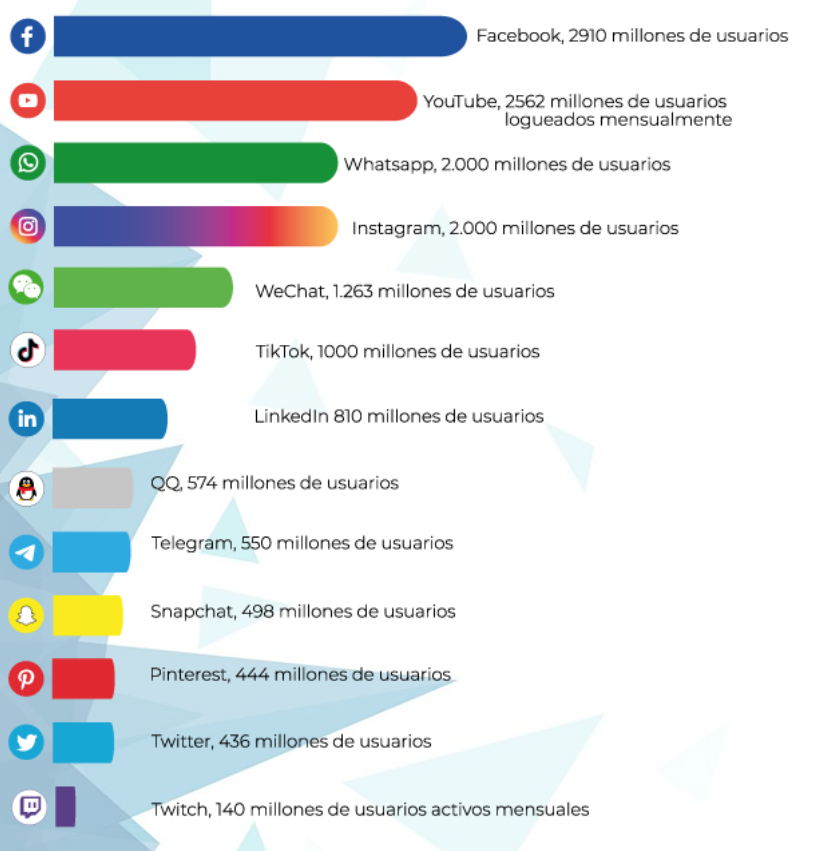 Facebook, 2910 millones de usuarios
YouTube, 2562 millones de usuarios
logueados mensualmente
Whatsapp, 2.000 millones de usuarios
Instagram, 2.000 millones de usuarios
WeChat, 1.263 millones de usuarios
TikTok, 1000 millones de usuarios
in
LinkedIn 810 millones de usuarios
QQ, 574 millones de usuarios
Telegram, 550 millones de usuarios
Snapchat, 498 millones de usuarios
Pinterest, 444 millones de usuarios
Twitter, 436 millones de usuarios
Twitch, 140 millones de usuarios activos mensuales